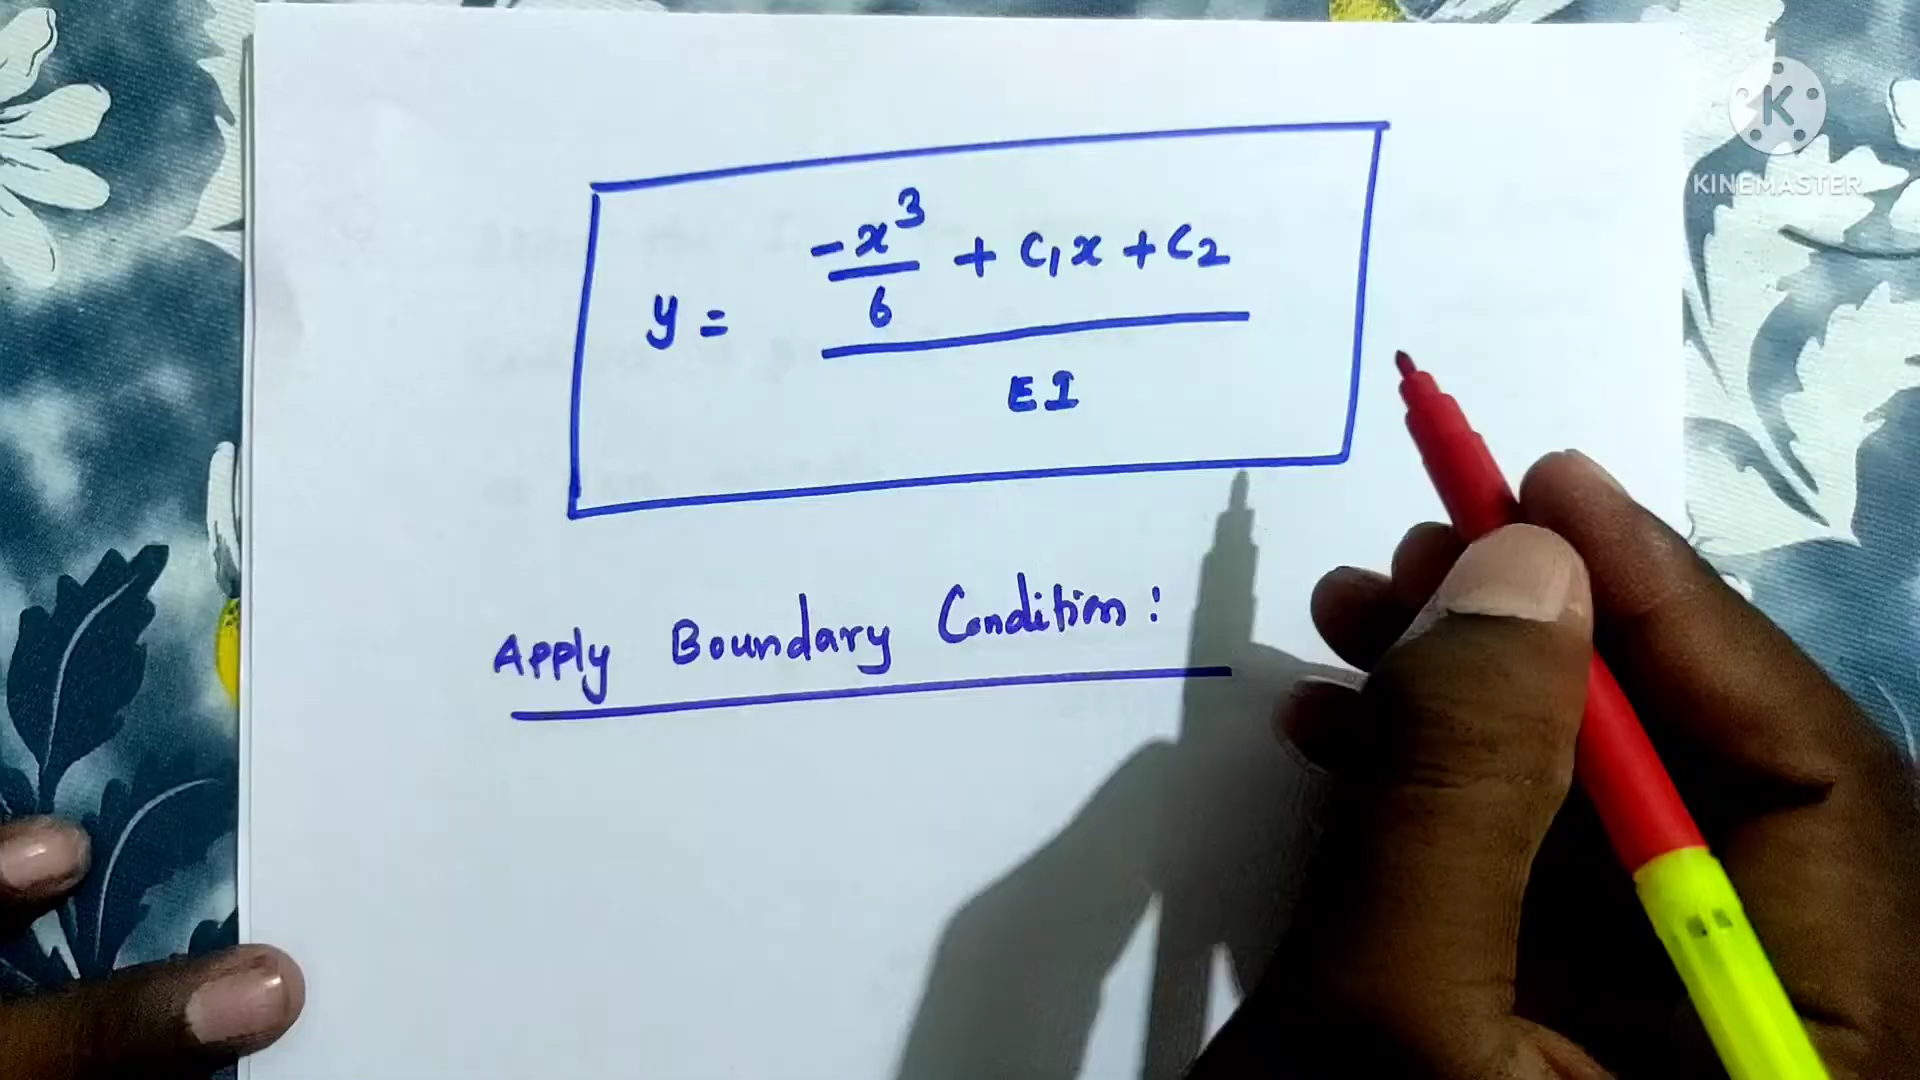 K
KINEMASTER
y = (-x³/6 + C₁x + C₂)/EI
Apply Boundary Condition: